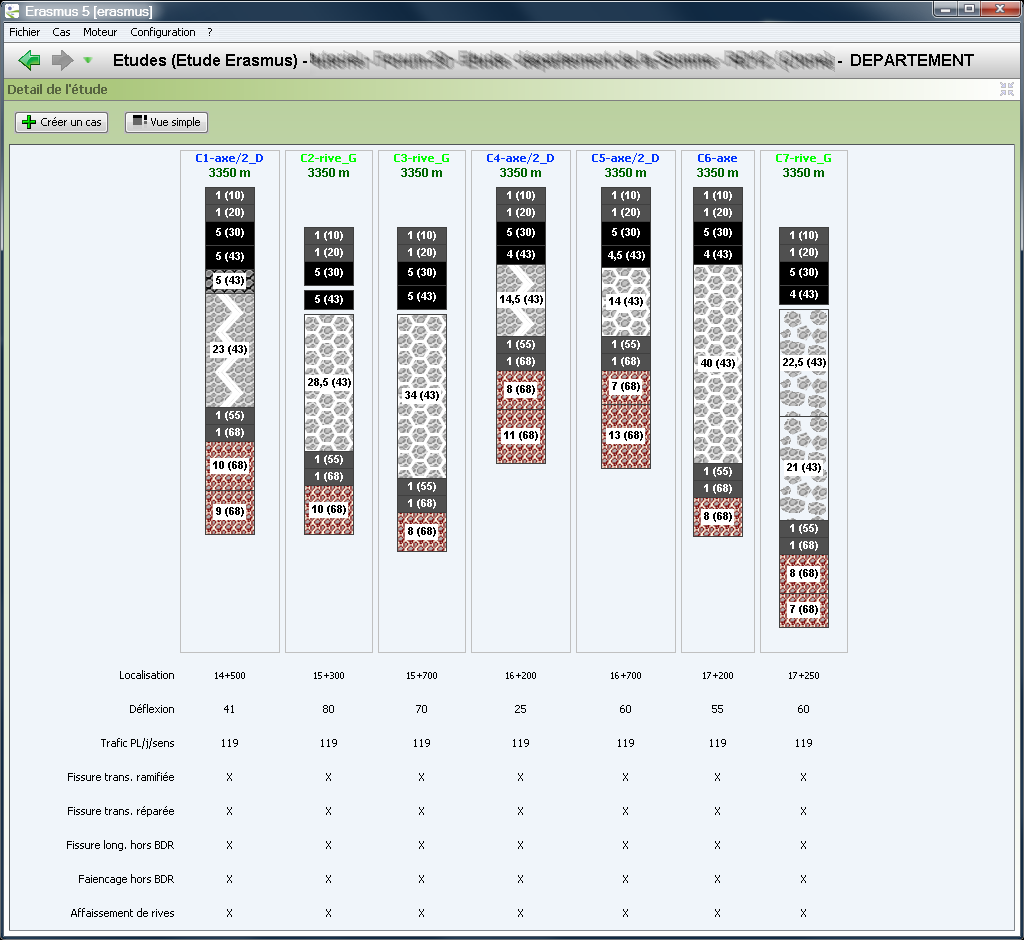 Erasmus 5 [erasmus]
Fichier Cas Moteur Configuration ?
Etudes (Etude Erasmus) - - DEPARTEMENT
Detail de l'étude
Créer un cas Vue simple
C1-axe/2_D C2-rive_G C3-rive_G C4-axe/2_D C5-axe/2_D C6-axe C7-rive_G
3350 m 3350 m 3350 m 3350 m 3350 m 3350 m 3350 m
1 (10) 1 (10) 1 (10) 1 (10)
1 (20) 1 (20) 1 (20) 1 (20)
5 (30) 5 (30) 5 (30) 5 (30)
1 (10) 1 (10) 1 (10)
1 (20) 1 (20) 1 (20)
5 (43) 4 (43) 4,5 (43) 4 (43)
5 (30) 5 (30) 5 (30)
5 (43)
5 (43) 5 (43) 4 (43)
14,5 (43) 14 (43)
1 (55) 1 (55)
23 (43)
1 (68) 1 (68)
40 (43) 22,5 (43)
28,5 (43) 8 (68) 7 (68)
34 (43)
1 (55)
1 (68) 11 (68) 13 (68)
1 (55)
10 (68) 21 (43)
1 (55)
1 (68)
1 (55) 1 (68)
1 (68)
9 (68) 10 (68)
8 (68)
1 (55)
8 (68)
1 (68)
8 (68)
7 (68)
Localisation 14+500 15+300 15+700 16+200 16+700 17+200 17+250
Déflexion 41 80 70 25 60 55 60
Trafic PL/j/sens 119 119 119 119 119 119 119
Fissure trans. ramifiée X X X X X X X
Fissure trans. réparée X X X X X X X
Fissure long. hors BDR X X X X X X X
Faiencage hors BDR X X X X X X X
Affaissement de rives X X X X X X X